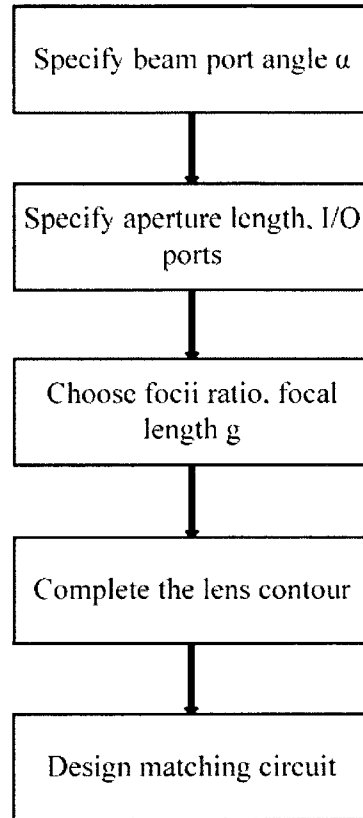 Specify beam port angle α
Specify aperture length, I/O
ports
Choose focii ratio, focal
length g
Complete the lens contour
Design matching circuit